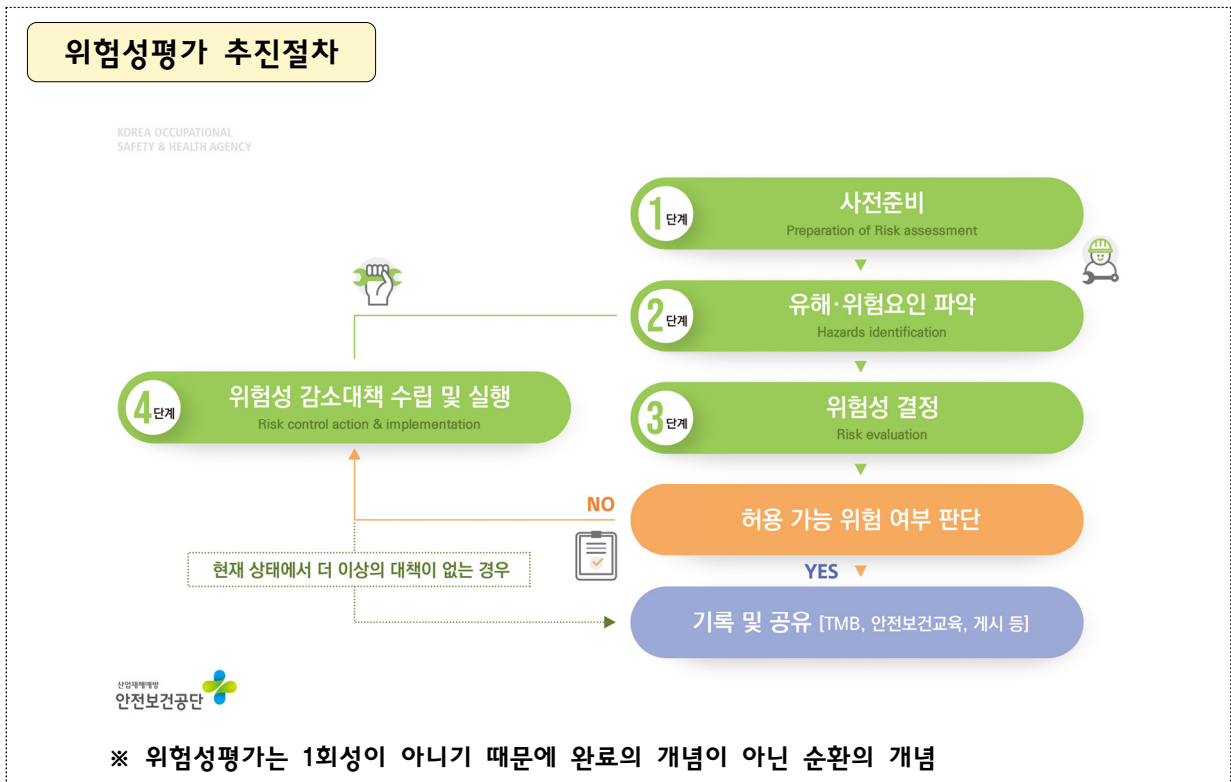 위험성평가 추진절차
KOREA OCCUPATIONAL
SAFETY & HEALTH AGENCY
1단계
사전준비
Preparation of Risk assessment
2단계
유해·위험요인 파악
Hazards identification
4단계
위험성 감소대책 수립 및 실행
Risk control action & implementation
3단계
위험성 결정
Risk evaluation
NO
허용 가능 위험 여부 판단
현재 상태에서 더 이상의 대책이 없는 경우
YES
기록 및 공유 [TMB, 안전보건교육, 게시 등]
산업재해예방
안전보건공단
※ 위험성평가는 1회성이 아니기 때문에 완료의 개념이 아닌 순환의 개념